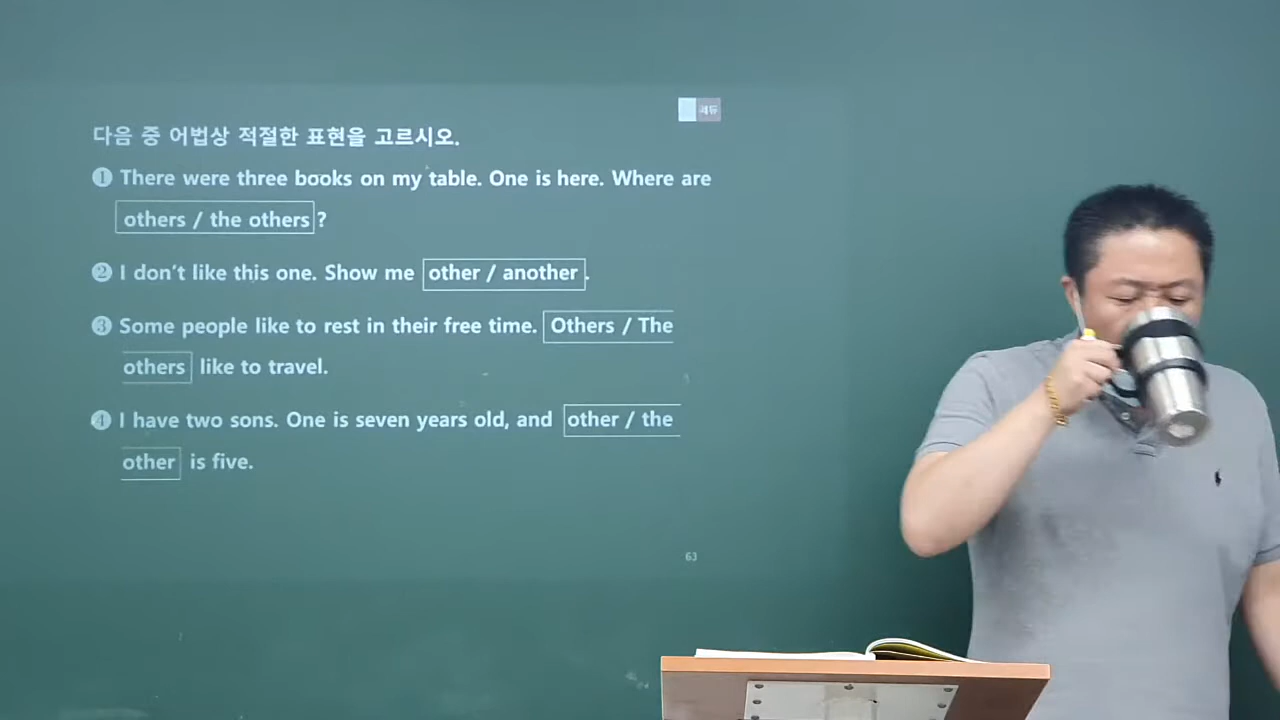 쎄듀
다음 중 어법상 적절한 표현을 고르시오.
❶ There were three books on my table. One is here. Where are
others / the others ?
❷ I don't like this one. Show me other / another .
❸ Some people like to rest in their free time. Others / The
others like to travel.
❹ I have two sons. One is seven years old, and other / the
other is five.
63